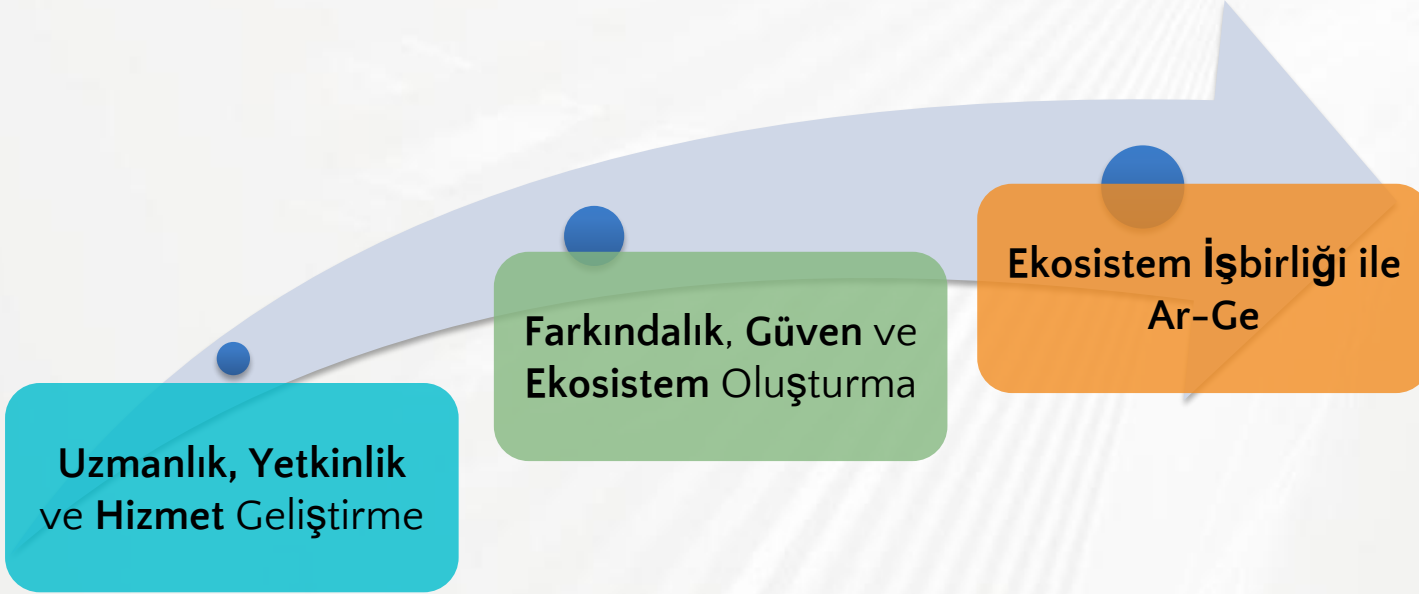 Uzmanlık, Yetkinlik
ve Hizmet Geliştirme
Farkındalık, Güven ve
Ekosistem Oluşturma
Ekosistem İşbirliği ile
Ar-Ge